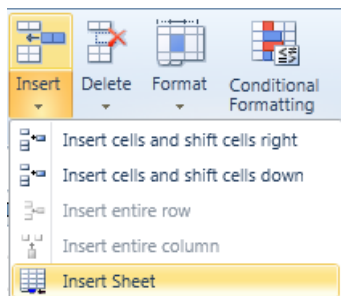 Insert Delete Format Conditional
Formatting
Insert cells and shift cells right
Insert cells and shift cells down
Insert entire row
Insert entire column
Insert Sheet